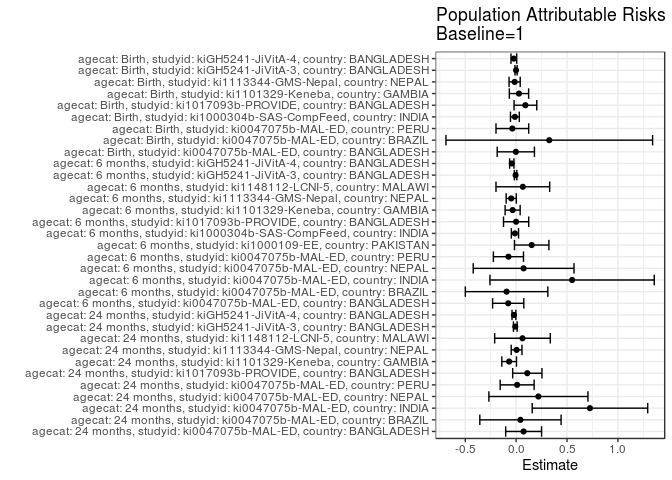 Population Attributable Risks
Baseline=1
agecat: Birth, studyid: kiGH5241-JiVitA-4, country: BANGLADESH
agecat: Birth, studyid: kiGH5241-JiVitA-3, country: BANGLADESH
agecat: Birth, studyid: ki1113344-GMS-Nepal, country: NEPAL
agecat: Birth, studyid: ki1101329-Keneba, country: GAMBIA
agecat: Birth, studyid: ki1017093b-PROVIDE, country: BANGLADESH
agecat: Birth, studyid: ki1000304b-SAS-CompFeed, country: INDIA
agecat: Birth, studyid: ki0047075b-MAL-ED, country: PERU
agecat: Birth, studyid: ki0047075b-MAL-ED, country: BRAZIL
agecat: Birth, studyid: ki0047075b-MAL-ED, country: BANGLADESH
agecat: 6 months, studyid: kiGH5241-JiVitA-4, country: BANGLADESH
agecat: 6 months, studyid: kiGH5241-JiVitA-3, country: BANGLADESH
agecat: 6 months, studyid: ki1148112-LCNI-5, country: MALAWI
agecat: 6 months, studyid: ki1113344-GMS-Nepal, country: NEPAL
agecat: 6 months, studyid: ki1101329-Keneba, country: GAMBIA
agecat: 6 months, studyid: ki1017093b-PROVIDE, country: BANGLADESH
agecat: 6 months, studyid: ki1000304b-SAS-CompFeed, country: INDIA
agecat: 6 months, studyid: ki1000109-EE, country: PAKISTAN
agecat: 6 months, studyid: ki0047075b-MAL-ED, country: PERU
agecat: 6 months, studyid: ki0047075b-MAL-ED, country: NEPAL
agecat: 6 months, studyid: ki0047075b-MAL-ED, country: INDIA
agecat: 6 months, studyid: ki0047075b-MAL-ED, country: BRAZIL
agecat: 6 months, studyid: ki0047075b-MAL-ED, country: BANGLADESH
agecat: 24 months, studyid: kiGH5241-JiVitA-4, country: BANGLADESH
agecat: 24 months, studyid: kiGH5241-JiVitA-3, country: BANGLADESH
agecat: 24 months, studyid: ki1148112-LCNI-5, country: MALAWI
agecat: 24 months, studyid: ki1113344-GMS-Nepal, country: NEPAL
agecat: 24 months, studyid: ki1101329-Keneba, country: GAMBIA
agecat: 24 months, studyid: ki1017093b-PROVIDE, country: BANGLADESH
agecat: 24 months, studyid: ki0047075b-MAL-ED, country: PERU
agecat: 24 months, studyid: ki0047075b-MAL-ED, country: NEPAL
agecat: 24 months, studyid: ki0047075b-MAL-ED, country: INDIA
agecat: 24 months, studyid: ki0047075b-MAL-ED, country: BRAZIL
agecat: 24 months, studyid: ki0047075b-MAL-ED, country: BANGLADESH
-0.5 0.0 0.5 1.0
Estimate